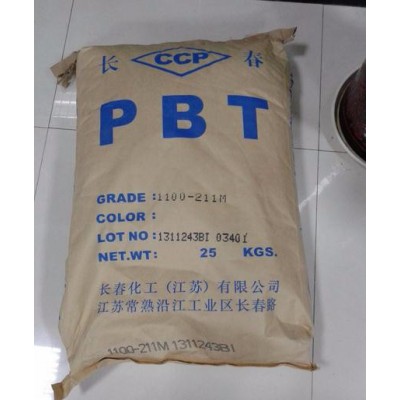 长 CCP 春
PBT
GRADE: 1100-211M
COLOR:
LOT NO: 1311243BI 03401
NET.WT: 25 KGS.
长春化工(江苏)有限公司
江苏常熟沿江工业区长春路
1100-211M 1311243BI